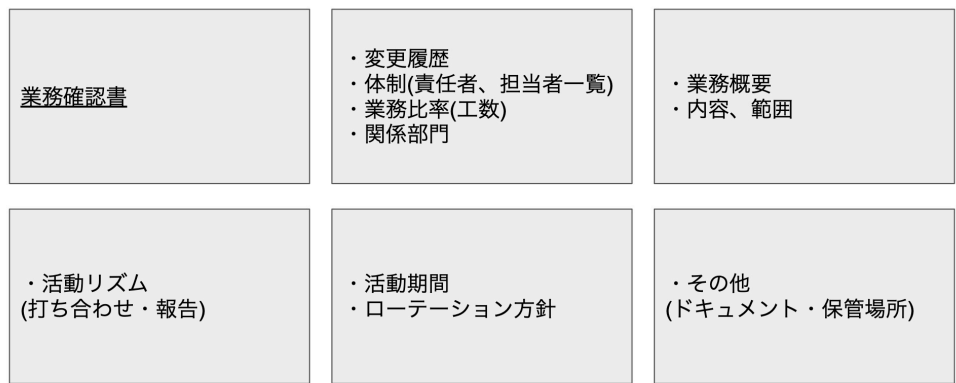 業務確認書
・変更履歴
・体制(責任者、担当者一覧)
・業務比率(工数)
・関係部門
・業務概要
・内容、範囲
・活動リズム
(打ち合わせ・報告)
・活動期間
・ローテーション方針
・その他
(ドキュメント・保管場所)